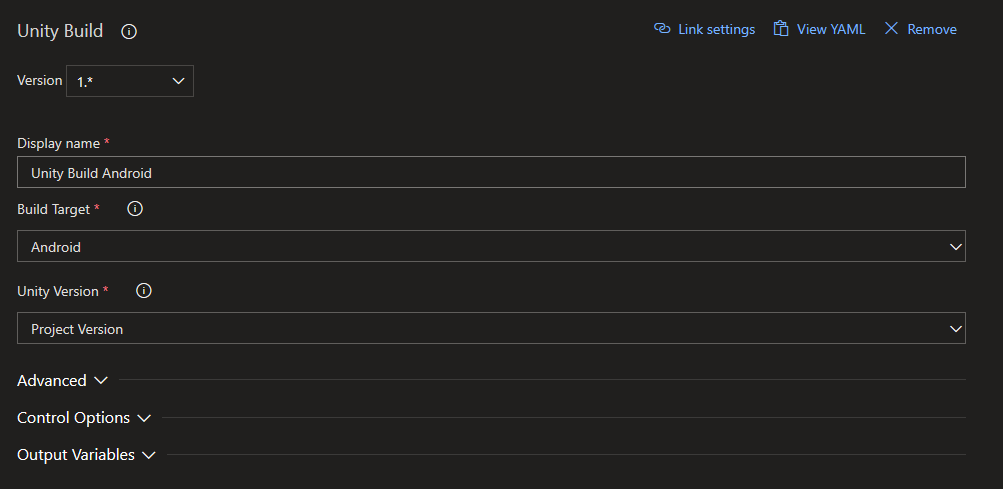 Unity Build
Link settings
View YAML
Remove
Version 1.*
Display name *
Unity Build Android
Build Target *
Android
Unity Version *
Project Version
Advanced
Control Options
Output Variables